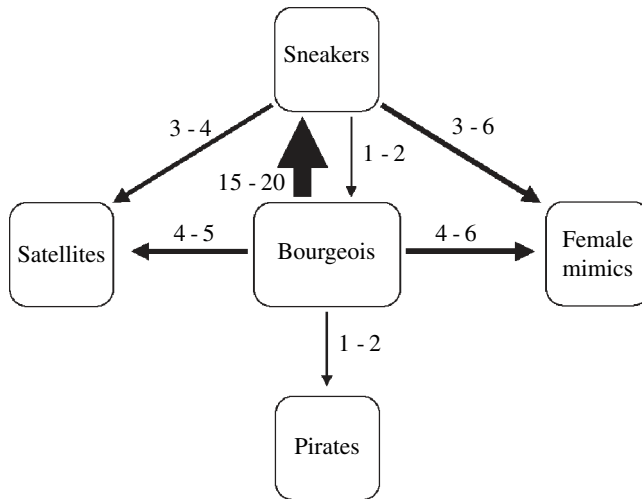 Sneakers
3 - 4
3 - 6
1 - 2
15 - 20
Satellites
4 - 5
Bourgeois
4 - 6
Female
mimics
1 - 2
Pirates